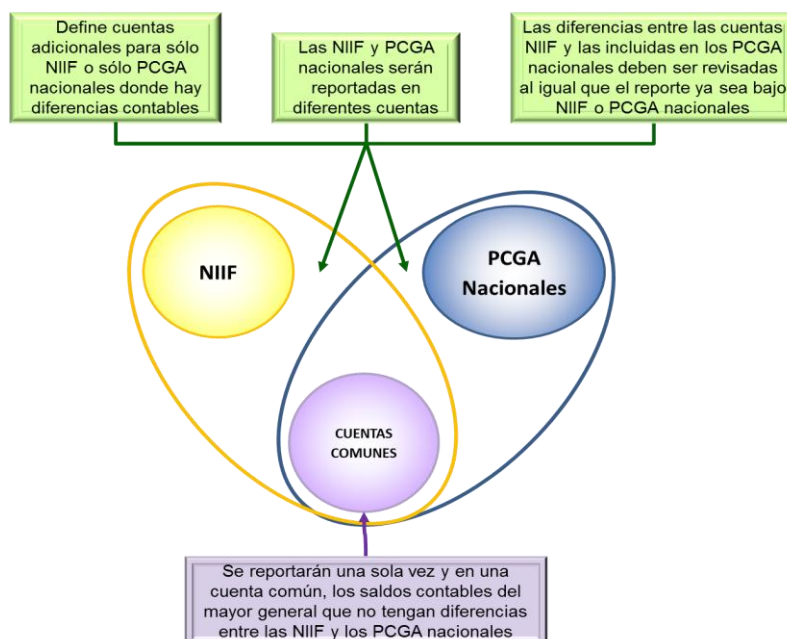 Define cuentas
adicionales para sólo
NIIF o sólo PCGA
nacionales donde hay
diferencias contables
Las NIIF y PCGA
nacionales serán
reportadas en
diferentes cuentas
Las diferencias entre las cuentas
NIIF y las incluidas en los PCGA
nacionales deben ser revisadas
al igual que el reporte ya sea bajo
NIIF o PCGA nacionales
NIIF
PCGA
Nacionales
CUENTAS
COMUNES
Se reportarán una sola vez y en una
cuenta común, los saldos contables del
mayor general que no tengan diferencias
entre las NIIF y los PCGA nacionales